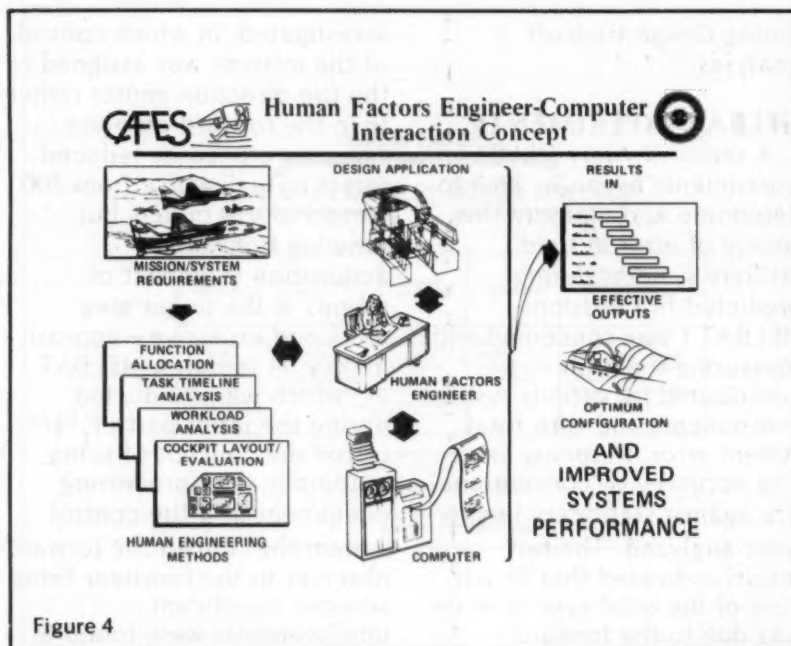 CAFES
Human Factors Engineer-Computer
Interaction Concept
MISSION/SYSTEM
REQUIREMENTS
FUNCTION
ALLOCATION
TASK TIMELINE
ANALYSIS
WORKLOAD
ANALYSIS
COCKPIT LAYOUT/
EVALUATION
HUMAN ENGINEERING
METHODS
DESIGN APPLICATION
HUMAN FACTORS
ENGINEER
COMPUTER
RESULTS
IN
EFFECTIVE
OUTPUTS
OPTIMUM
CONFIGURATION
AND
IMPROVED
SYSTEMS
PERFORMANCE
Figure 4